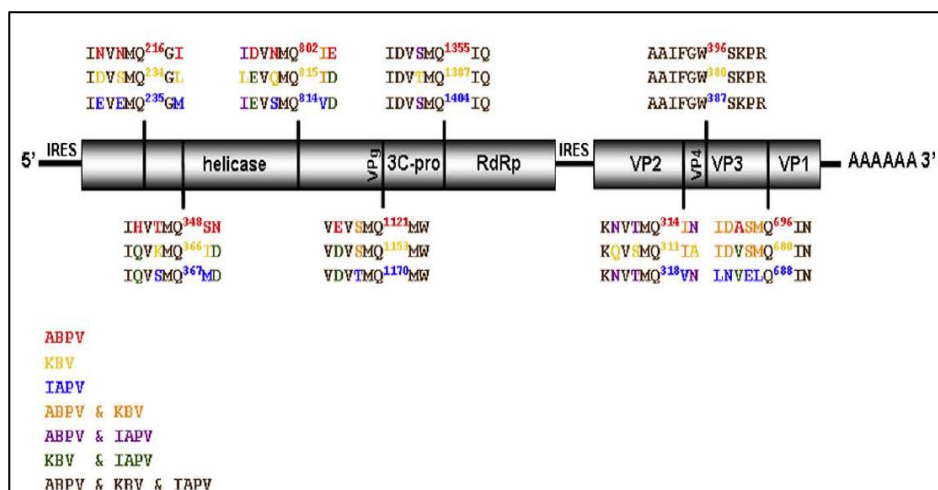 INVNMQ216GI IDVNMQ802IE IDVSMQ1355IQ AAIFGW396SKPR
IDVSMQ234GL LEVQMQ815ID IDVTMQ1387IQ AAIFGW380SKPR
IEVEMQ235GM IEVSMQ814VD IDVSMQ1404IQ AAIFGW387SKPR
5' IRES helicase VPg 3C-pro RdRp IRES VP2 VP4 VP3 VP1 AAAAAA 3'
IHVTMQ348SN VEVSMQ1121MW KNVTMQ314IN IDASMQ696IN
IQVKMQ366ID VDVSMQ1153MW KQVSMQ311IA IDVSMQ680IN
IQVSMQ367MD VDVTMQ1170MW KNVTMQ318VN LNVELQ688IN
ABPV
KBV
IAPV
ABPV & KBV
ABPV & IAPV
KBV & IAPV
ABPV & KBV & IAPV